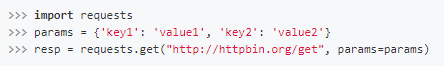 >>> import requests
>>> params = {'key1': 'value1', 'key2': 'value2'}
>>> resp = requests.get("http://httpbin.org/get", params=params)